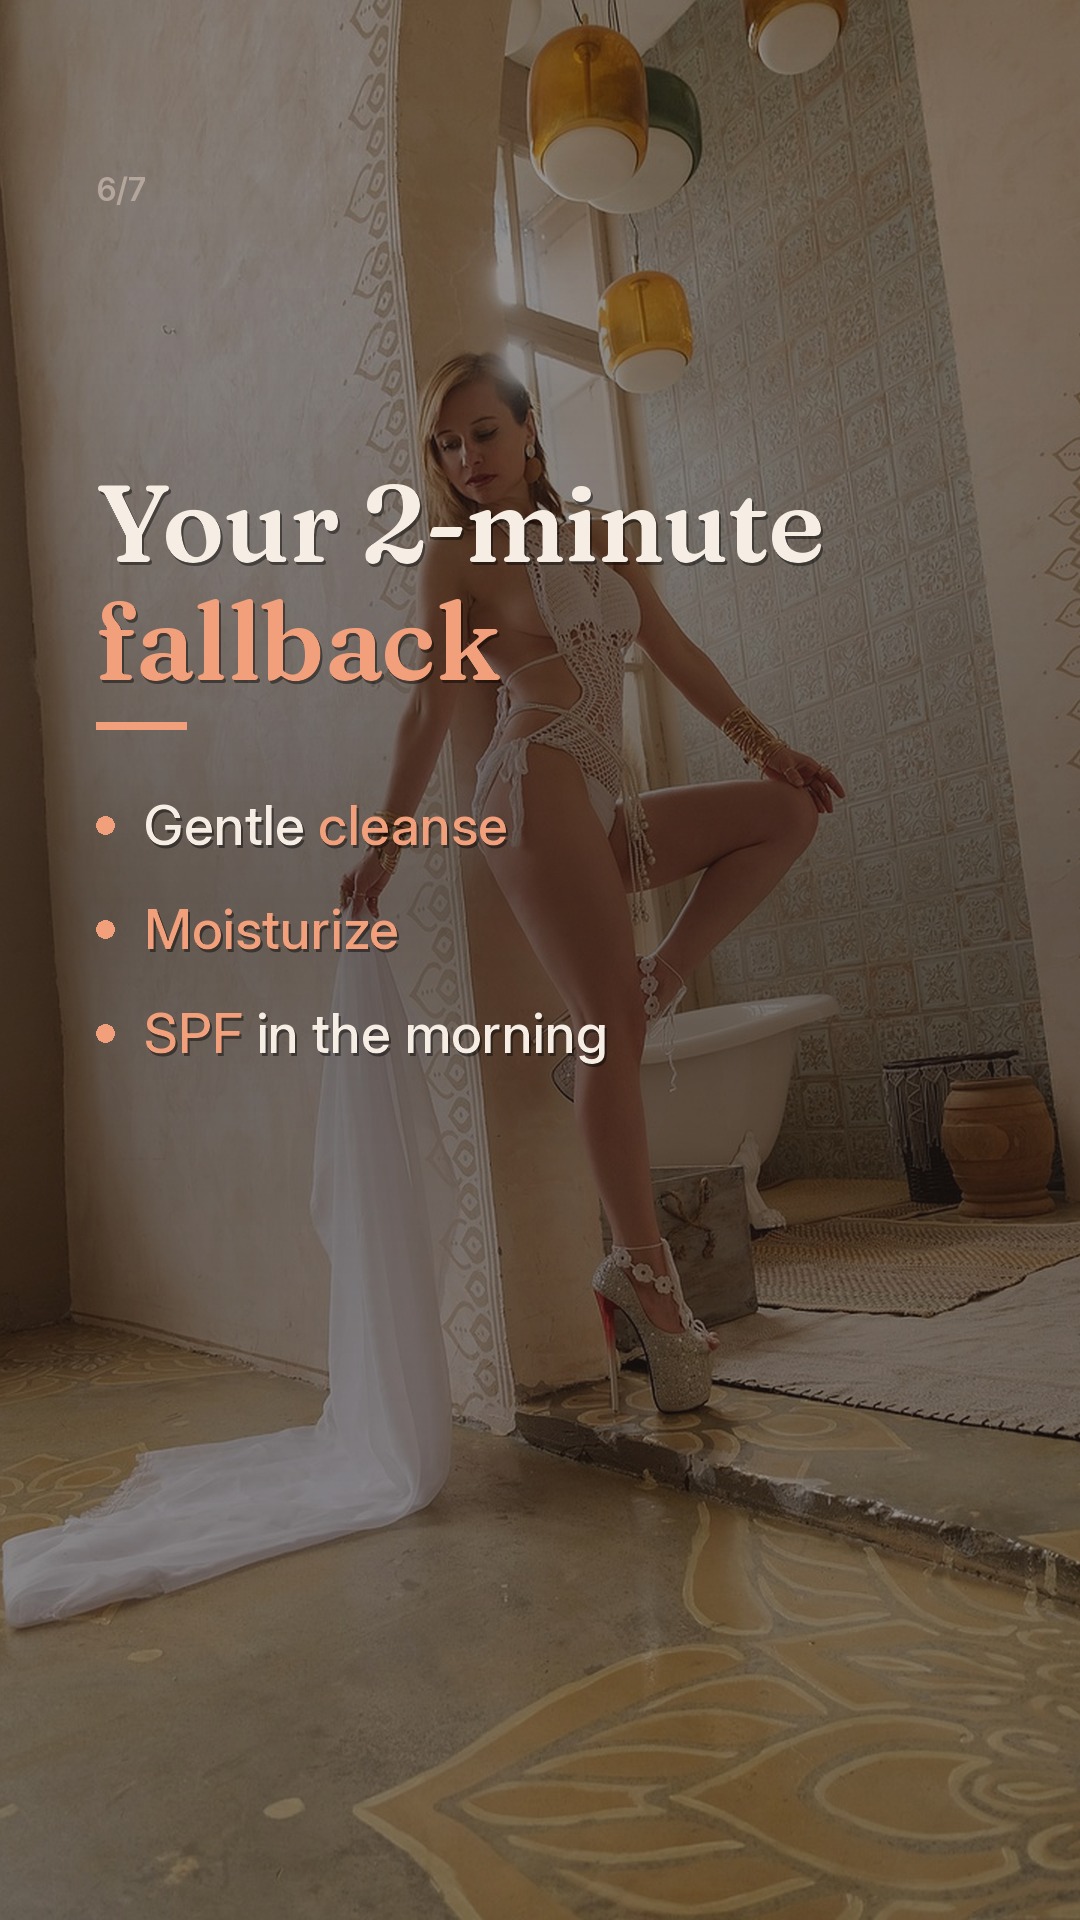 6/7
Your 2-minute
fallback
Gentle cleanse
Moisturize
SPF in the morning